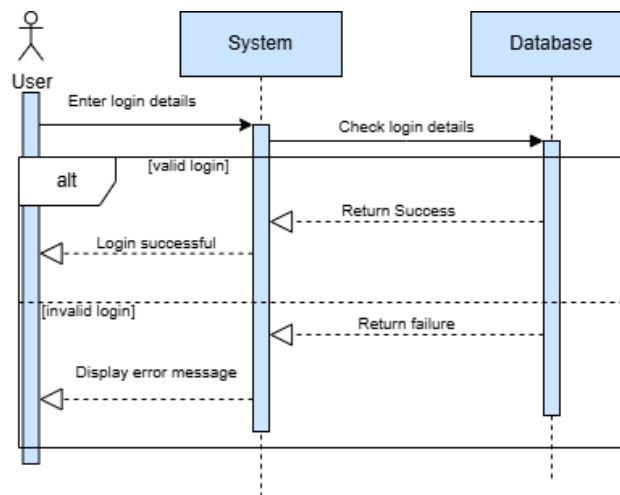 System
Database
User
Enter login details
Check login details
alt
[valid login]
Return Success
Login successful
[invalid login]
Return failure
Display error message